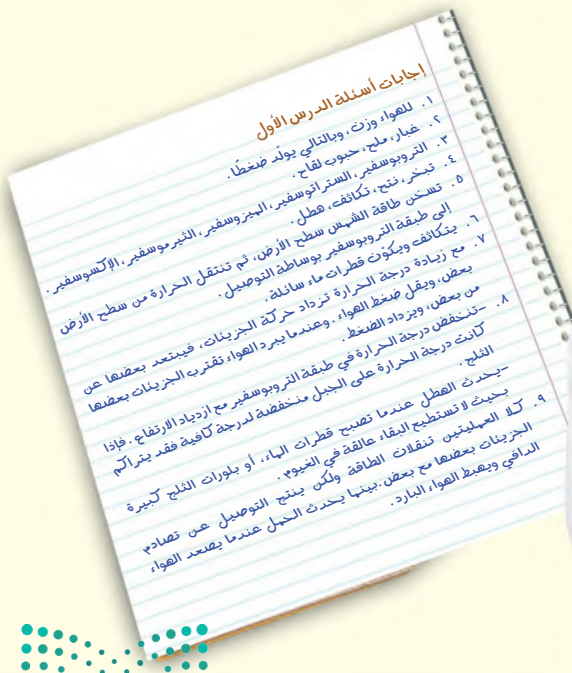 إجابات أسئلة الدرس الأول
١. للهواء وزن، وبالتالي يولّد ضغطًا.
٢. غبار، ملح، حبوب لقاح.
٣. التروبوسفير، الستراتوسفير، الميزوسفير، الثيرموسفير، الإكسوسفير.
٤. تبخر، نتح، تكاثف، هطل.
٥. تسخن طاقة الشمس سطح الأرض، ثم تنتقل الحرارة من سطح الأرض
إلى طبقة التروبوسفير بوساطة التوصيل.
٦. يتكاثف ويكوّن قطرات ماء سائلة.
٧. مع زيادة درجة الحرارة تزداد حركة الجزيئات، فيبتعد بعضها عن
بعض، ويقل ضغط الهواء. وعندما يبرد الهواء تقترب الجزيئات بعضها
من بعض، ويزداد الضغط.
٨. -تنخفض درجة الحرارة في طبقة التروبوسفير مع ازدياد الارتفاع. فإذا
كانت درجة الحرارة على الجبل منخفضة لدرجة كافية فقد يتراكم
الثلج.
-يحدث الهطل عندما تصبح قطرات الماء، أو بلورات الثلج كبيرة
بحيث لا تستطيع البقاء عالقة في الغيوم.
٩. كلا العمليتين تنقلات الطاقة ولكن ينتج التوصيل عن تصادم
الجزيئات بعضها مع بعض. بينما يحدث الحمل عندما يصعد الهواء
الدافي ويهبط الهواء البارد.